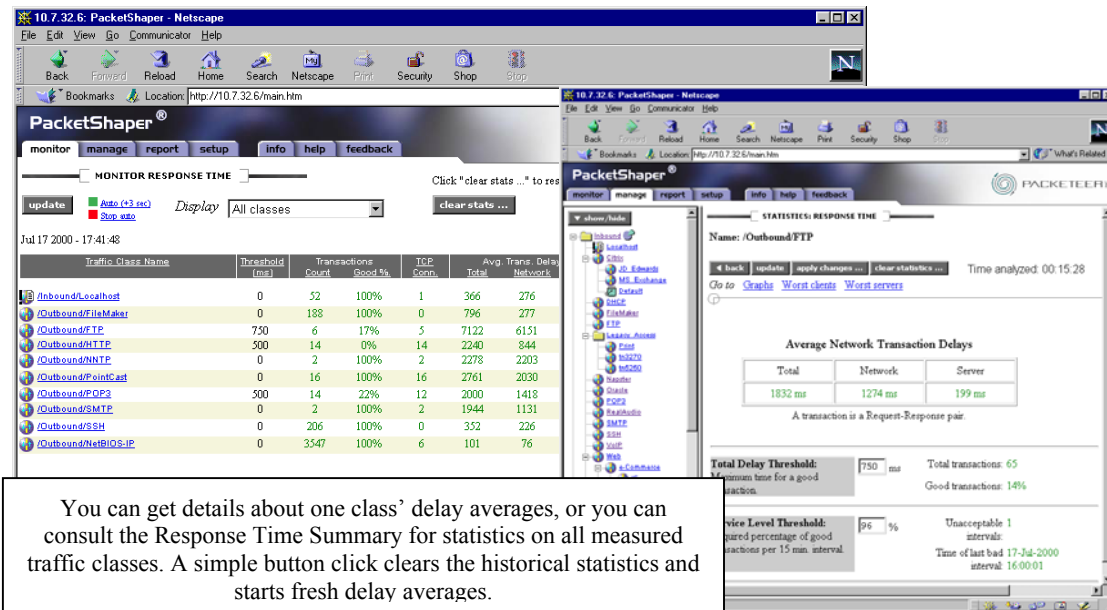 10.7.32.6: PacketShaper - Netscape
File Edit View Go Communicator Help
Back Forward Reload Home Search Netscape Print Security Shop Stop
N
Bookmarks Location: http://10.7.32.6/main.htm
PacketShaper ®
monitor manage report setup info help feedback
MONITOR RESPONSE TIME
Click "clear stats ..." to res
update Auto (+3 sec) Stop auto Display All classes clear stats ...
Jul 17 2000 - 17:41:48
Traffic Class Name Threshold (ms) Transactions Count Good % TCP Conn. Avg. Trans. Delay Total Network
/Inbound/Localhost 0 52 100% 1 366 276
/Outbound/FileMaker 0 188 100% 0 796 277
/Outbound/FTP 750 6 17% 5 7122 6151
/Outbound/HTTP 500 14 0% 14 2240 844
/Outbound/NNTP 0 2 100% 2 2278 2203
/Outbound/PointCast 0 16 100% 16 2761 2030
/Outbound/POP3 500 14 22% 12 2000 1418
/Outbound/SMTP 0 2 100% 2 1944 1131
/Outbound/SSH 0 206 100% 0 352 226
/Outbound/NetBIOS-IP 0 3547 100% 6 101 76
10.7.32.6: PacketShaper - Netscape
File Edit View Go Communicator Help
Back Forward Reload Home Search Netscape Print Security Shop Stop
Bookmarks Location: http://10.7.32.6/main.htm What's Related
PacketShaper ®
PACKETEER
monitor manage report setup info help feedback
show/hide
Inbound
Localhost
Citrix
JD_Edwards
MS_Exchange
Default
DHCP
FileMaker
FTP
Legacy_Access
Print
tn3270
tn5250
Napster
Oracle
POP3
RealAudio
SMTP
SSH
VoIP
Web
e-Commerce
STATISTICS: RESPONSE TIME
Name: /Outbound/FTP
back update apply changes ... clear statistics ... Time analyzed: 00:15:28
Go to Graphs Worst clients Worst servers
Average Network Transaction Delays
Total Network Server
1832 ms 1274 ms 199 ms
A transaction is a Request-Response pair.
Total Delay Threshold: 750 ms Total transactions: 65
Maximum time for a good
nsaction. Good transactions: 14%
rvice Level Threshold: 96 % Unacceptable 1
quired percentage of good intervals:
nsactions per 15 min. interval. Time of last bad 17-Jul-2000
interval: 16:00:01
You can get details about one class' delay averages, or you can
consult the Response Time Summary for statistics on all measured
traffic classes. A simple button click clears the historical statistics and
starts fresh delay averages.